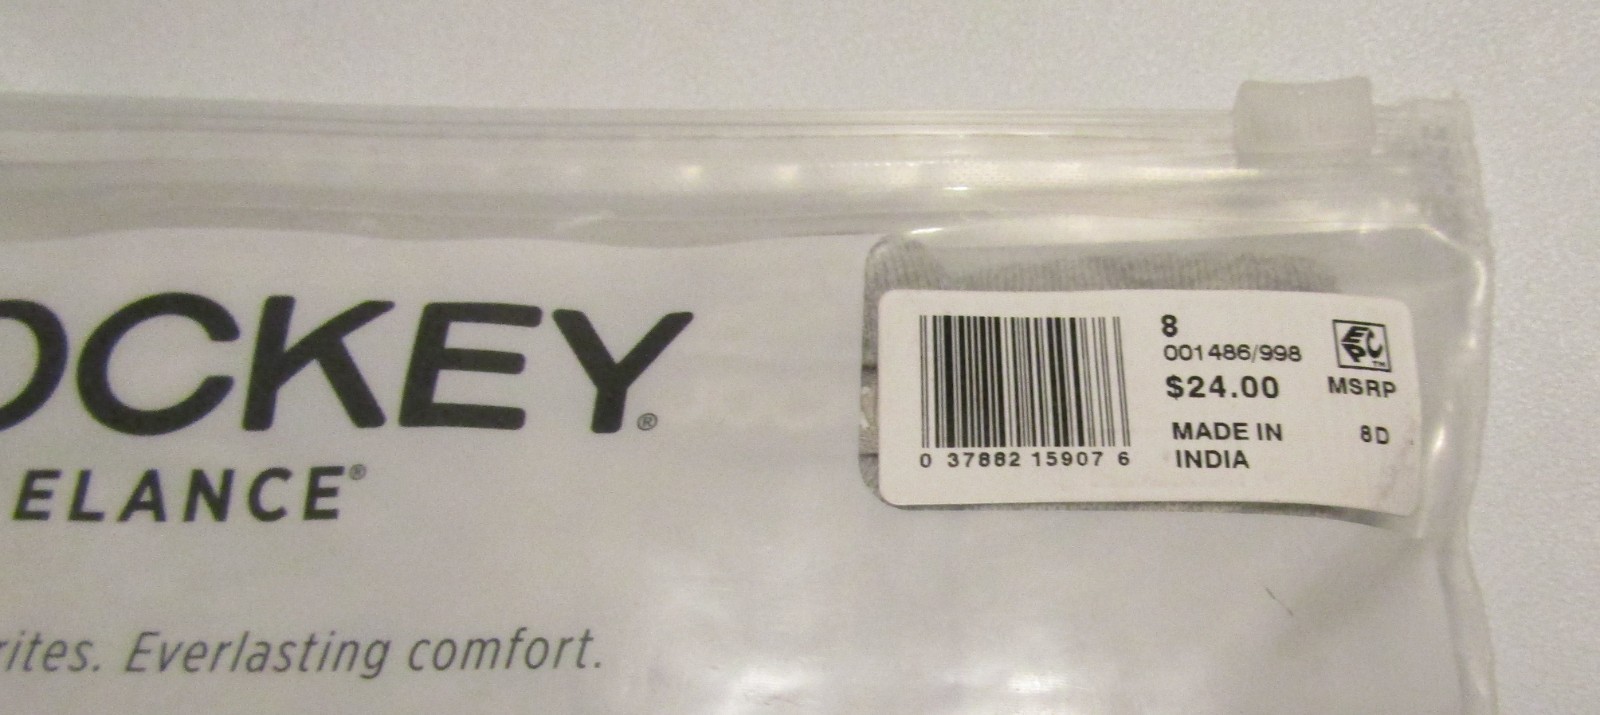 OCKEY®
ELANCE®
rites. Everlasting comfort.
8
001486/998
$24.00
MADE IN
INDIA
EPC™
MSRP
8D
0 37882 15907 6